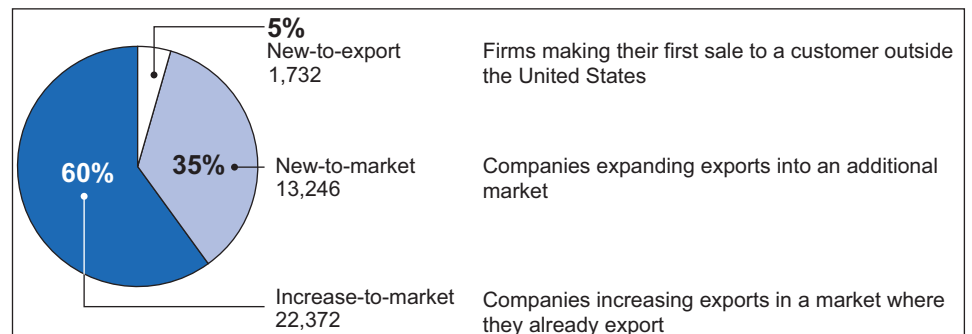 5%
New-to-export
1,732
Firms making their first sale to a customer outside
the United States
60%
35%
New-to-market
13,246
Companies expanding exports into an additional
market
Increase-to-market
22,372
Companies increasing exports in a market where
they already export